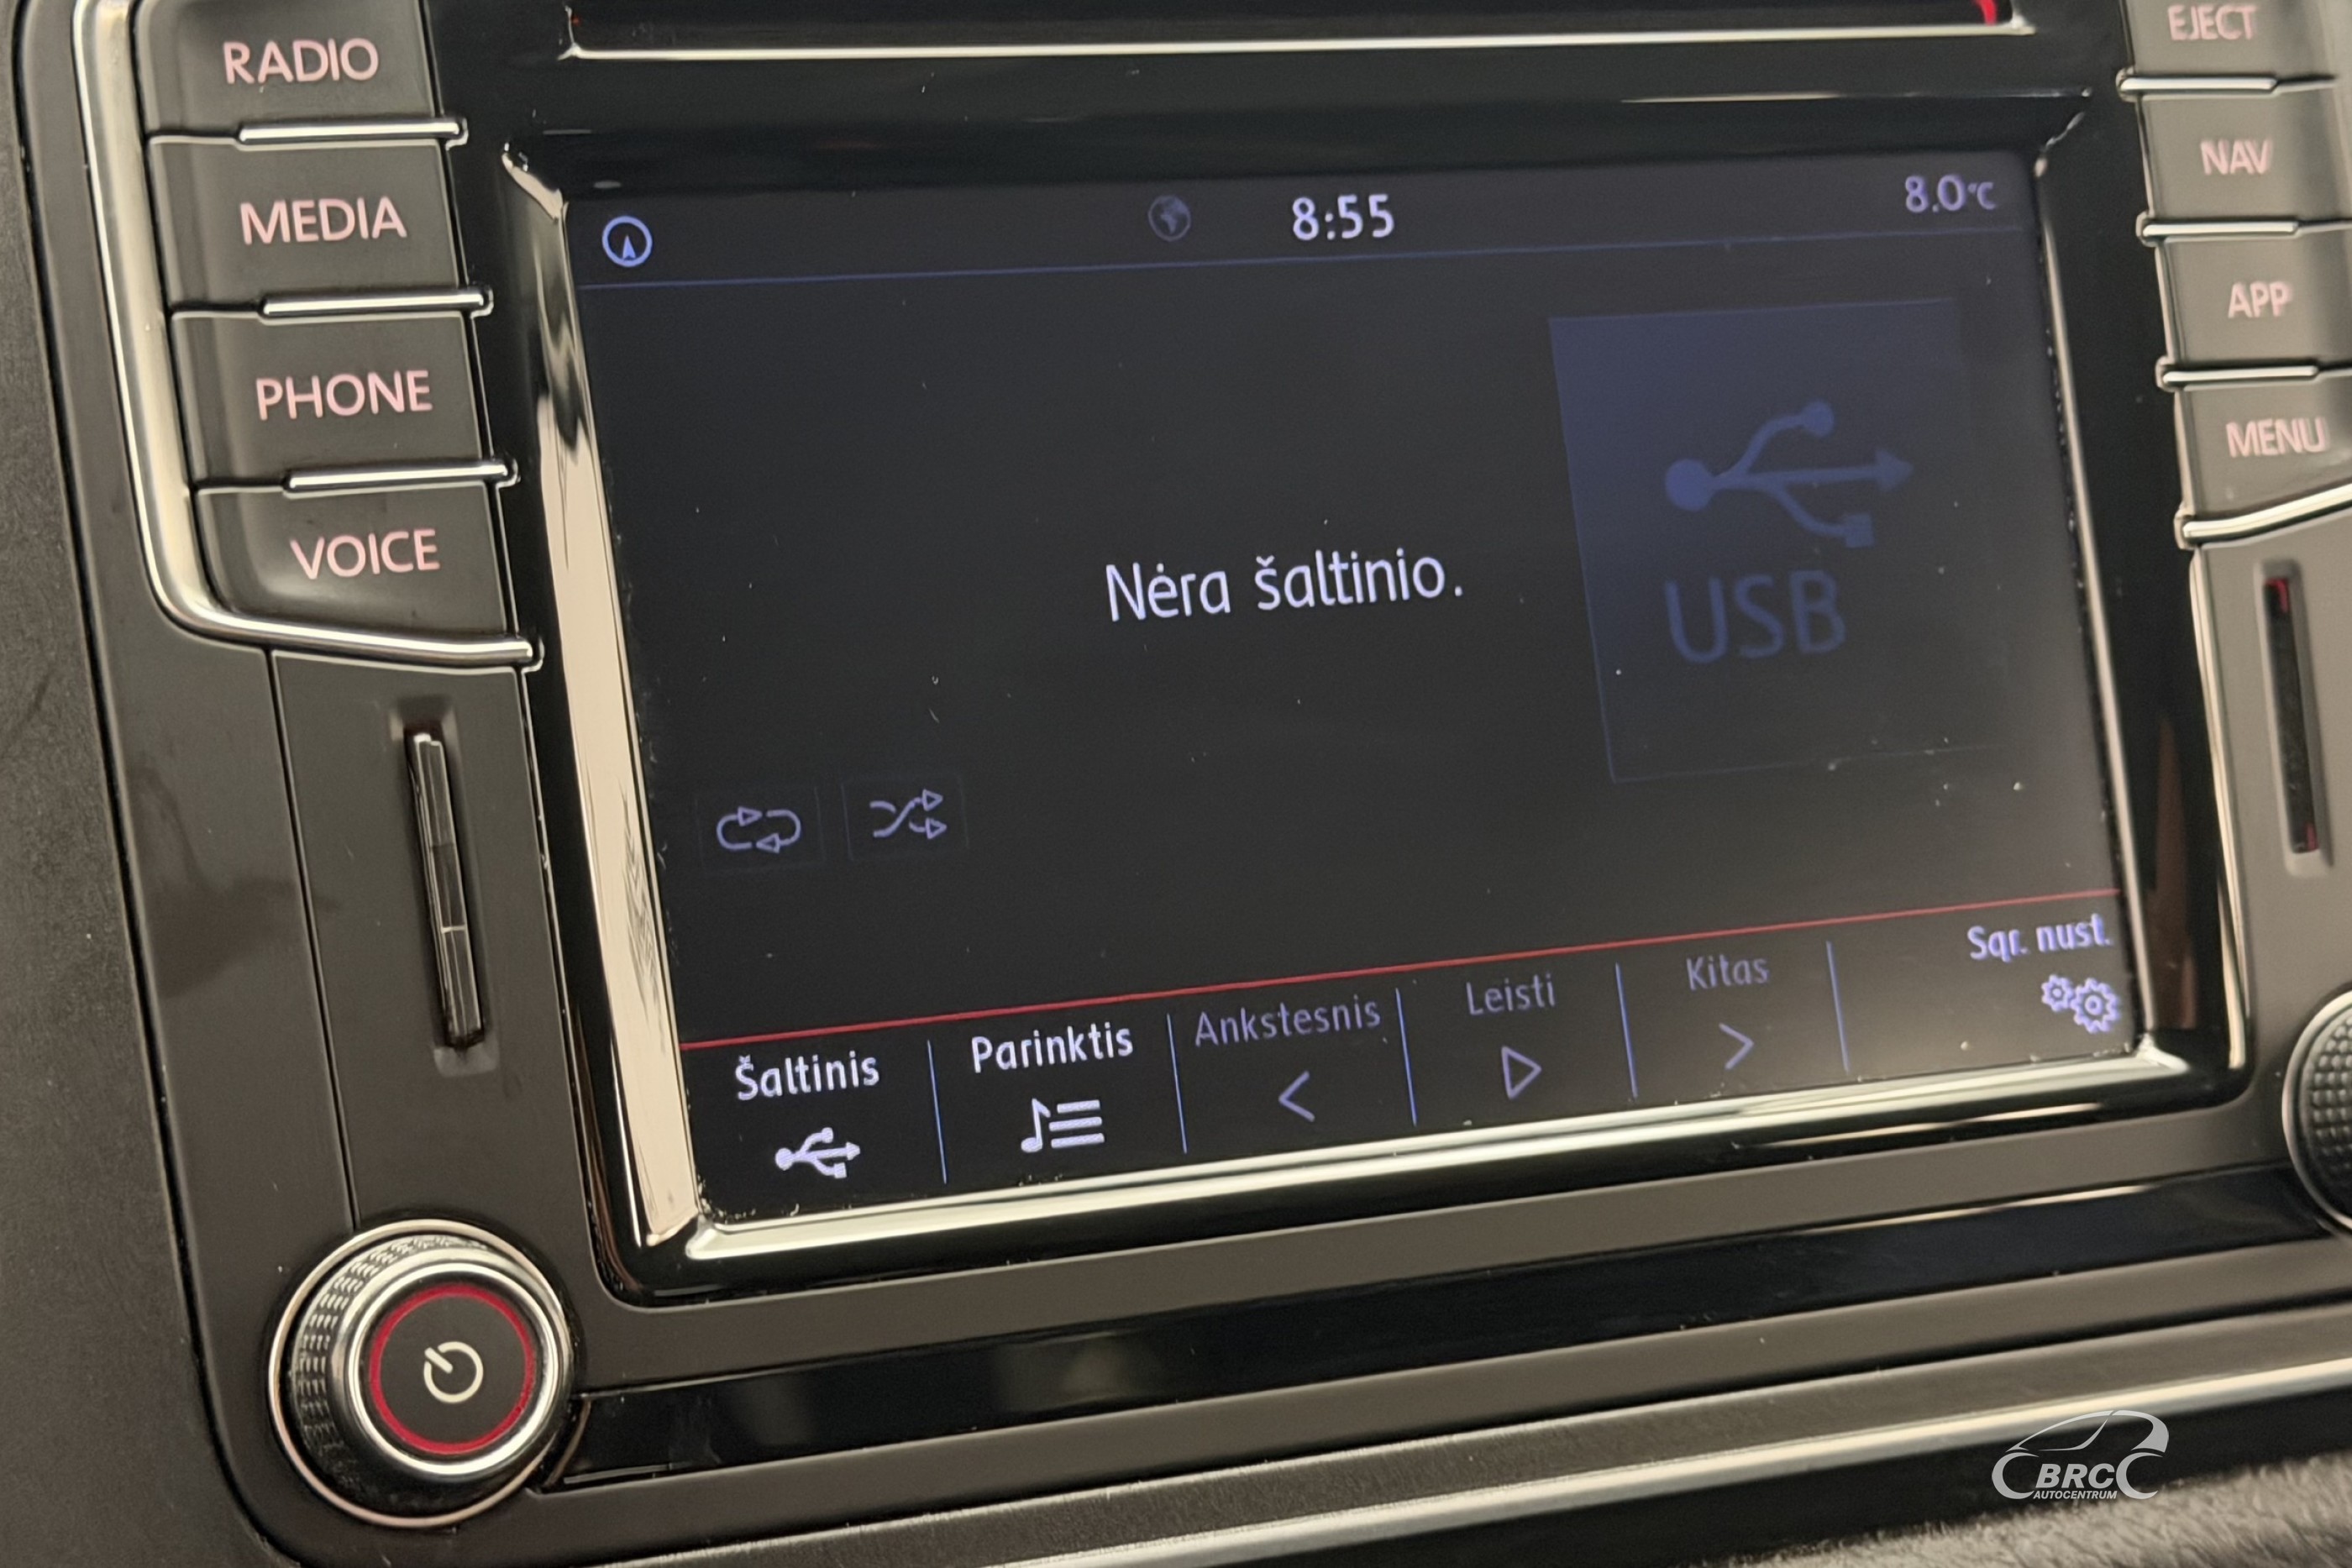 RADIO
MEDIA
PHONE
VOICE
EJECT
NAV
APP
MENU
8:55
8.0°C
Nėra šaltinio.
USB
Šaltinis
Parinktis
Ankstesnis
Leisti
Kitas
Sąr. nust.
BRC
AUTOCENTRUM